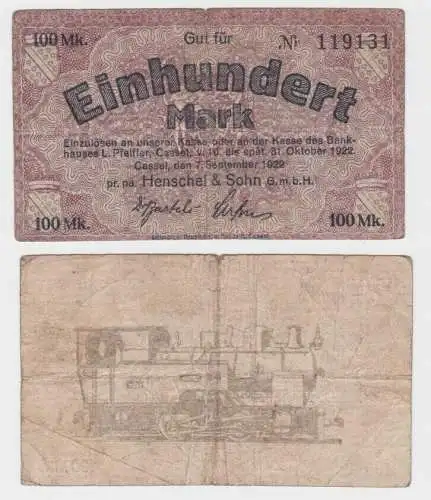 100 Mk. Gut für № 119131
Einhundert
Mark
Einzulösen an unserer Kasse oder an der Kasse des Bank-
hauses L. Pfeiffer, Cassel, v. 10. bis spät. 31. Oktober 1922.
Cassel, den 7. September 1922
pr. pa. Henschel & Sohn G.m.b.H.
100 Mk. 100 Mk.